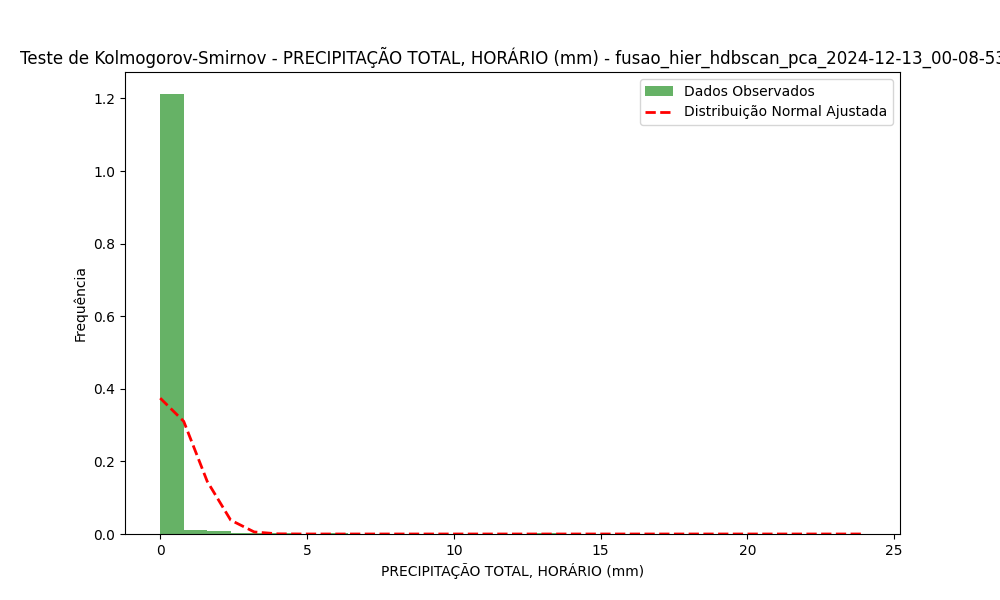 Teste de Kolmogorov-Smirnov - PRECIPITAÇÃO TOTAL, HORÁRIO (mm) - fusao_hier_hdbscan_pca_2024-12-13_00-08-53
Dados Observados
Distribuição Normal Ajustada
1.2
1.0
0.8
0.6
0.4
0.2
0.0
Frequência
0
5
10
15
20
25
PRECIPITAÇÃO TOTAL, HORÁRIO (mm)